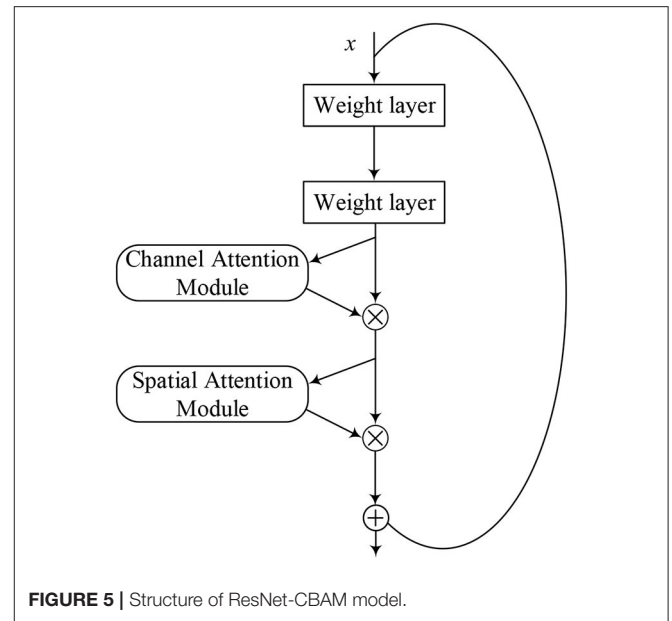 x
Weight layer
Weight layer
Channel Attention
Module
Spatial Attention
Module
FIGURE 5 | Structure of ResNet-CBAM model.